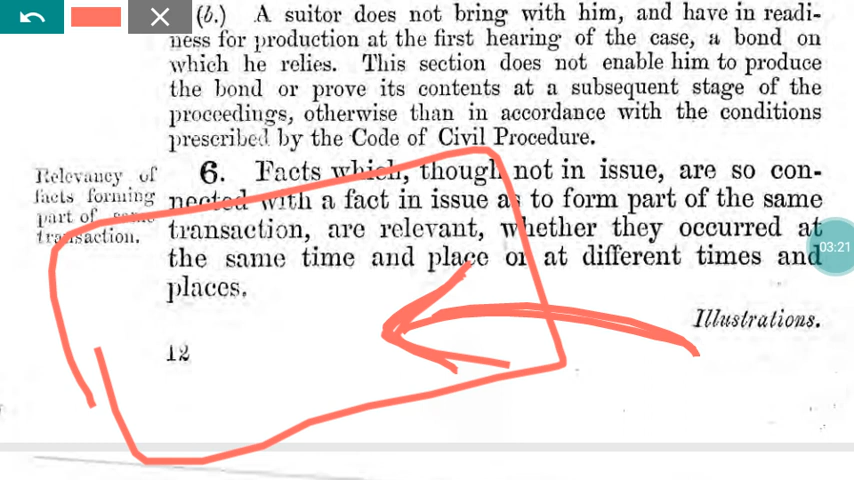 (b.) A suitor does not bring with him, and have in readi-
ness for production at the first hearing of the case, a bond on
which he relies. This section does not enable him to produce
the bond or prove its contents at a subsequent stage of the
proceedings, otherwise than in accordance with the conditions
prescribed by the Code of Civil Procedure.
Relevancy of
facts forming
part of same
transaction.
6. Facts which, though not in issue, are so con-
nected with a fact in issue as to form part of the same
transaction, are relevant, whether they occurred at
the same time and place or at different times and
places.
Illustrations.
12
03:21